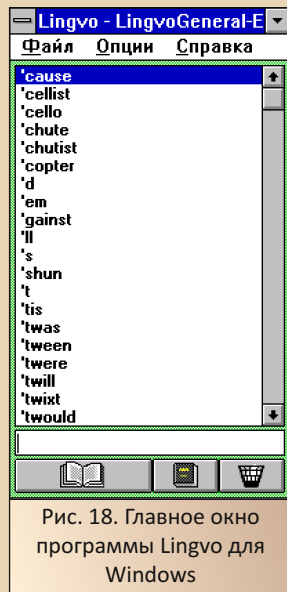 Lingvo - LingvoGeneral-E
Файл Опции Справка
'cause
'cellist
'cello
'chute
'chutist
'copter
'd
'em
'gainst
'll
's
'shun
't
'tis
'twas
'tween
'twere
'twill
'twixt
'twould
Рис. 18. Главное окно
программы Lingvo для
Windows